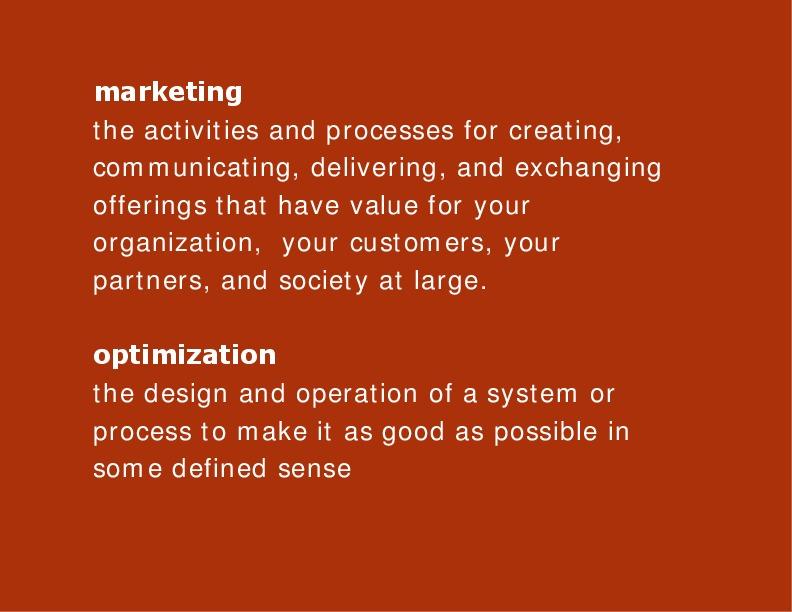 marketing
the activities and processes for creating,
communicating, delivering, and exchanging
offerings that have value for your
organization,  your customers, your
partners, and society at large.
optimization
the design and operation of a system or
process to make it as good as possible in
some defined sense